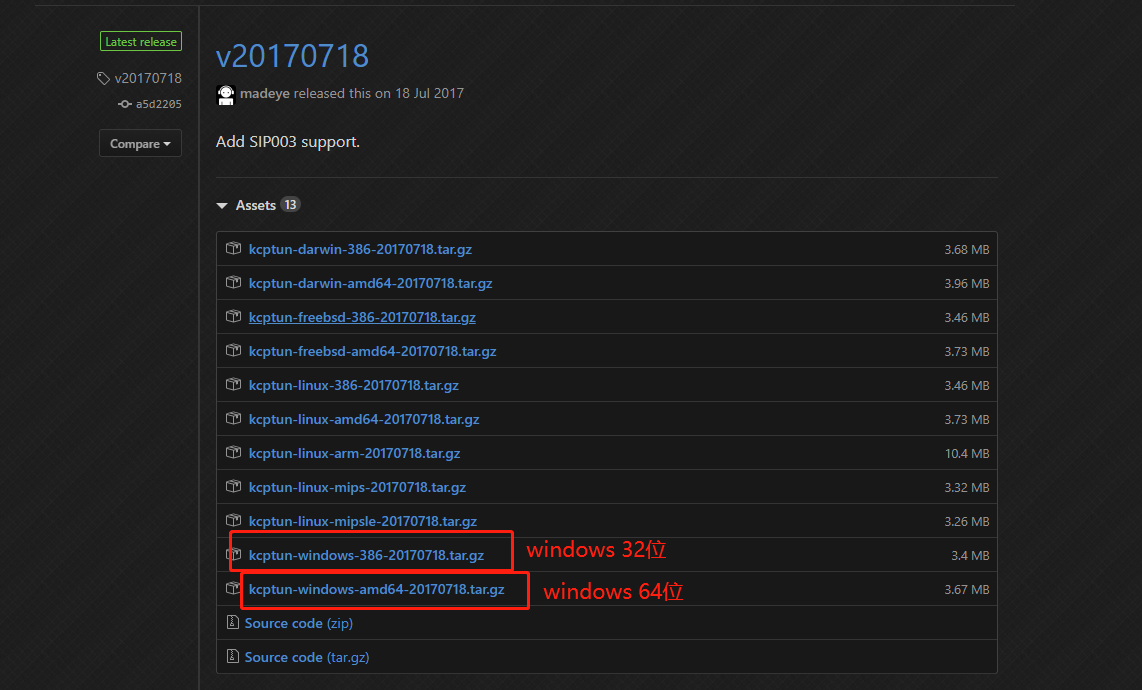 Latest release
v20170718
a5d2205
Compare
v20170718
madeye released this on 18 Jul 2017
Add SIP003 support.
Assets 13
kcptun-darwin-386-20170718.tar.gz 3.68 MB
kcptun-darwin-amd64-20170718.tar.gz 3.96 MB
kcptun-freebsd-386-20170718.tar.gz 3.46 MB
kcptun-freebsd-amd64-20170718.tar.gz 3.73 MB
kcptun-linux-386-20170718.tar.gz 3.46 MB
kcptun-linux-amd64-20170718.tar.gz 3.73 MB
kcptun-linux-arm-20170718.tar.gz 10.4 MB
kcptun-linux-mips-20170718.tar.gz 3.32 MB
kcptun-linux-mipsle-20170718.tar.gz 3.26 MB
kcptun-windows-386-20170718.tar.gz windows 32位 3.4 MB
kcptun-windows-amd64-20170718.tar.gz windows 64位 3.67 MB
Source code (zip)
Source code (tar.gz)